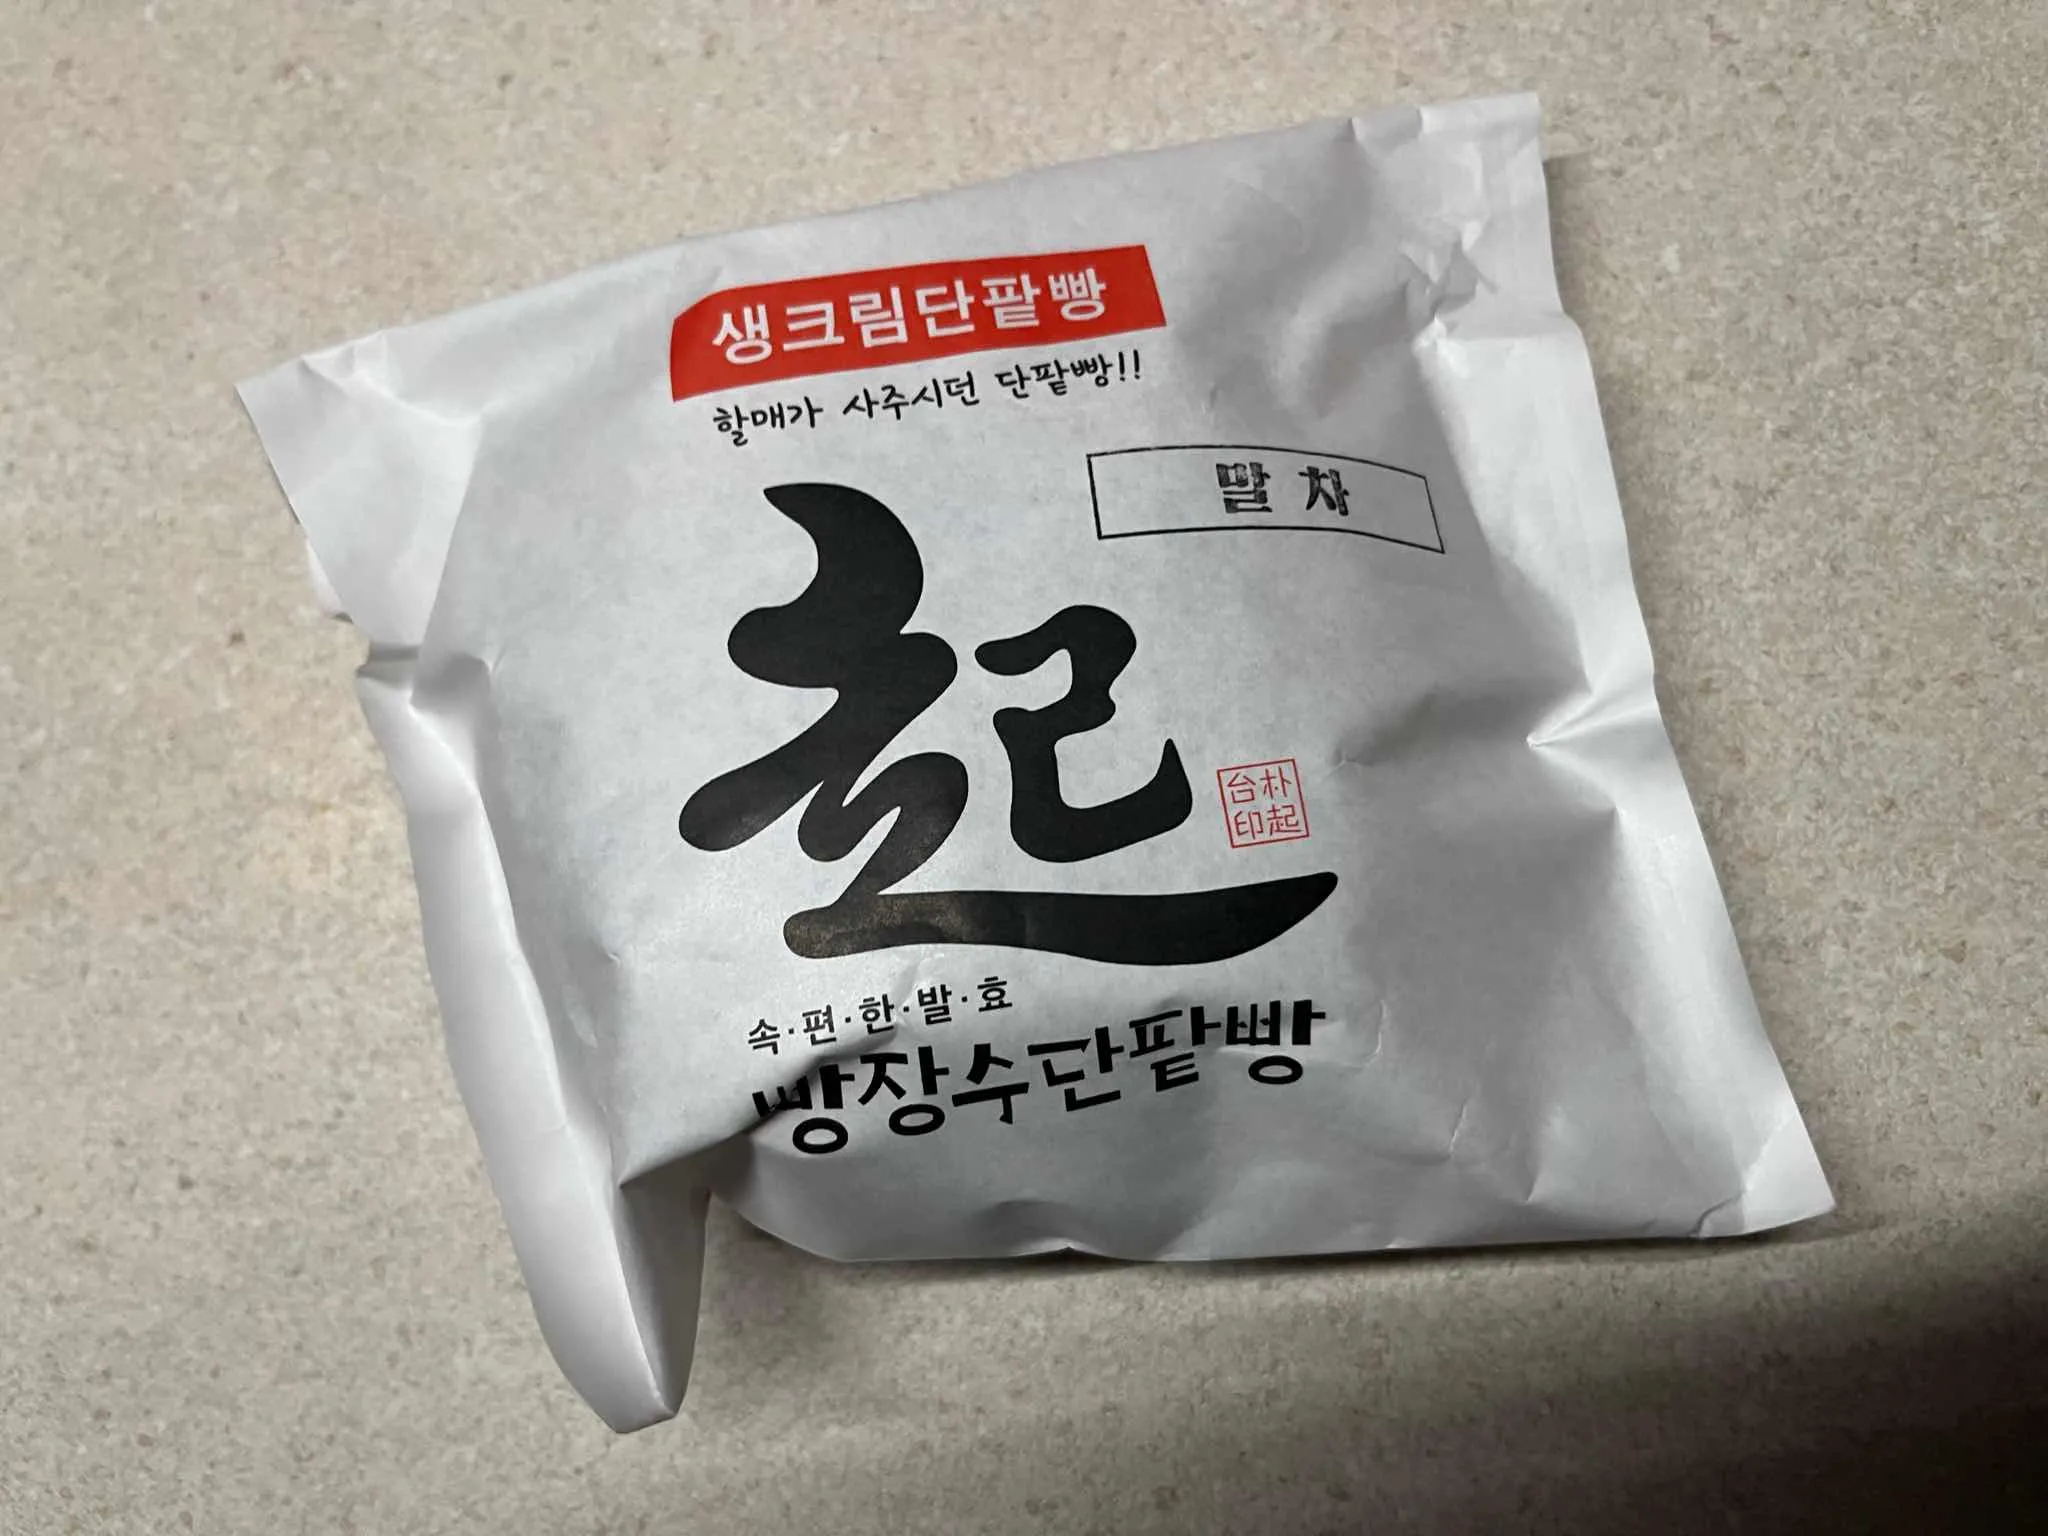 생크림단팥빵
할매가 사주시던 단팥빵!!
말차
起
朴起
台印
속·편·한·발·효
빵장수단팥빵